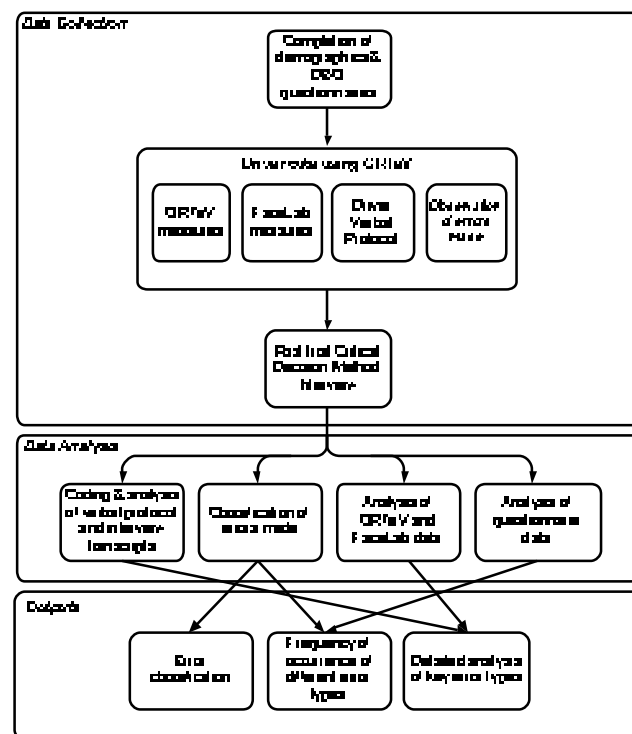 Data Collection
Completion of
demographics &
DBQ
questionnaires
Drive route using ORTeV
ORTeV
measures
FaceLab
measures
Driver
Verbal
Protocol
Observation
of errors
made
Post trial Critical
Decision Method
Interview
Data Analysis
Coding & analysis
of verbal protocol
and interview
transcripts
Classification of
errors made
Analysis of
ORTeV and
FaceLab data
Analysis of
questionnaire
data
Outputs
Error
classification
Frequency of
occurrence of
different error
types
Detailed analysis
of key error types